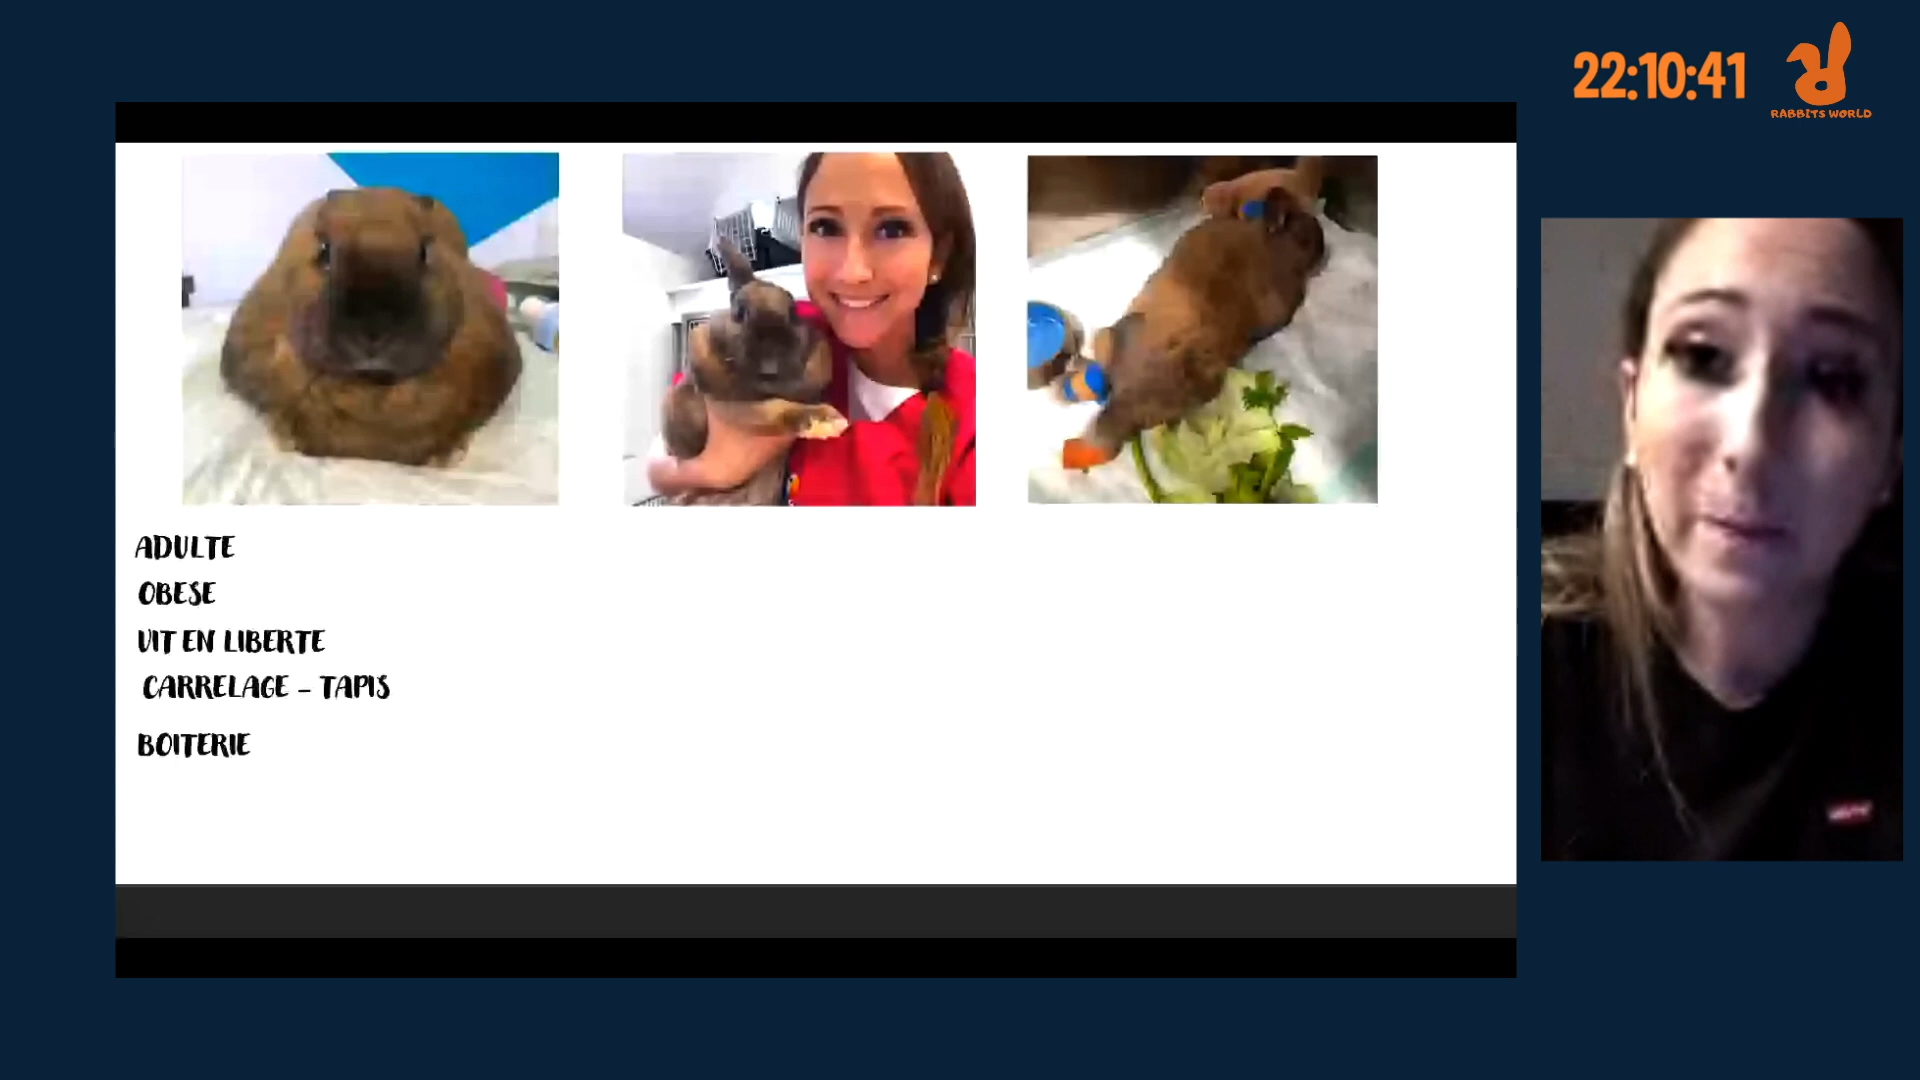 22:10:41
RABBITS WORLD
ADULTE
OBESE
VIT EN LIBERTE
CARRELAGE - TAPIS
BOITERIE